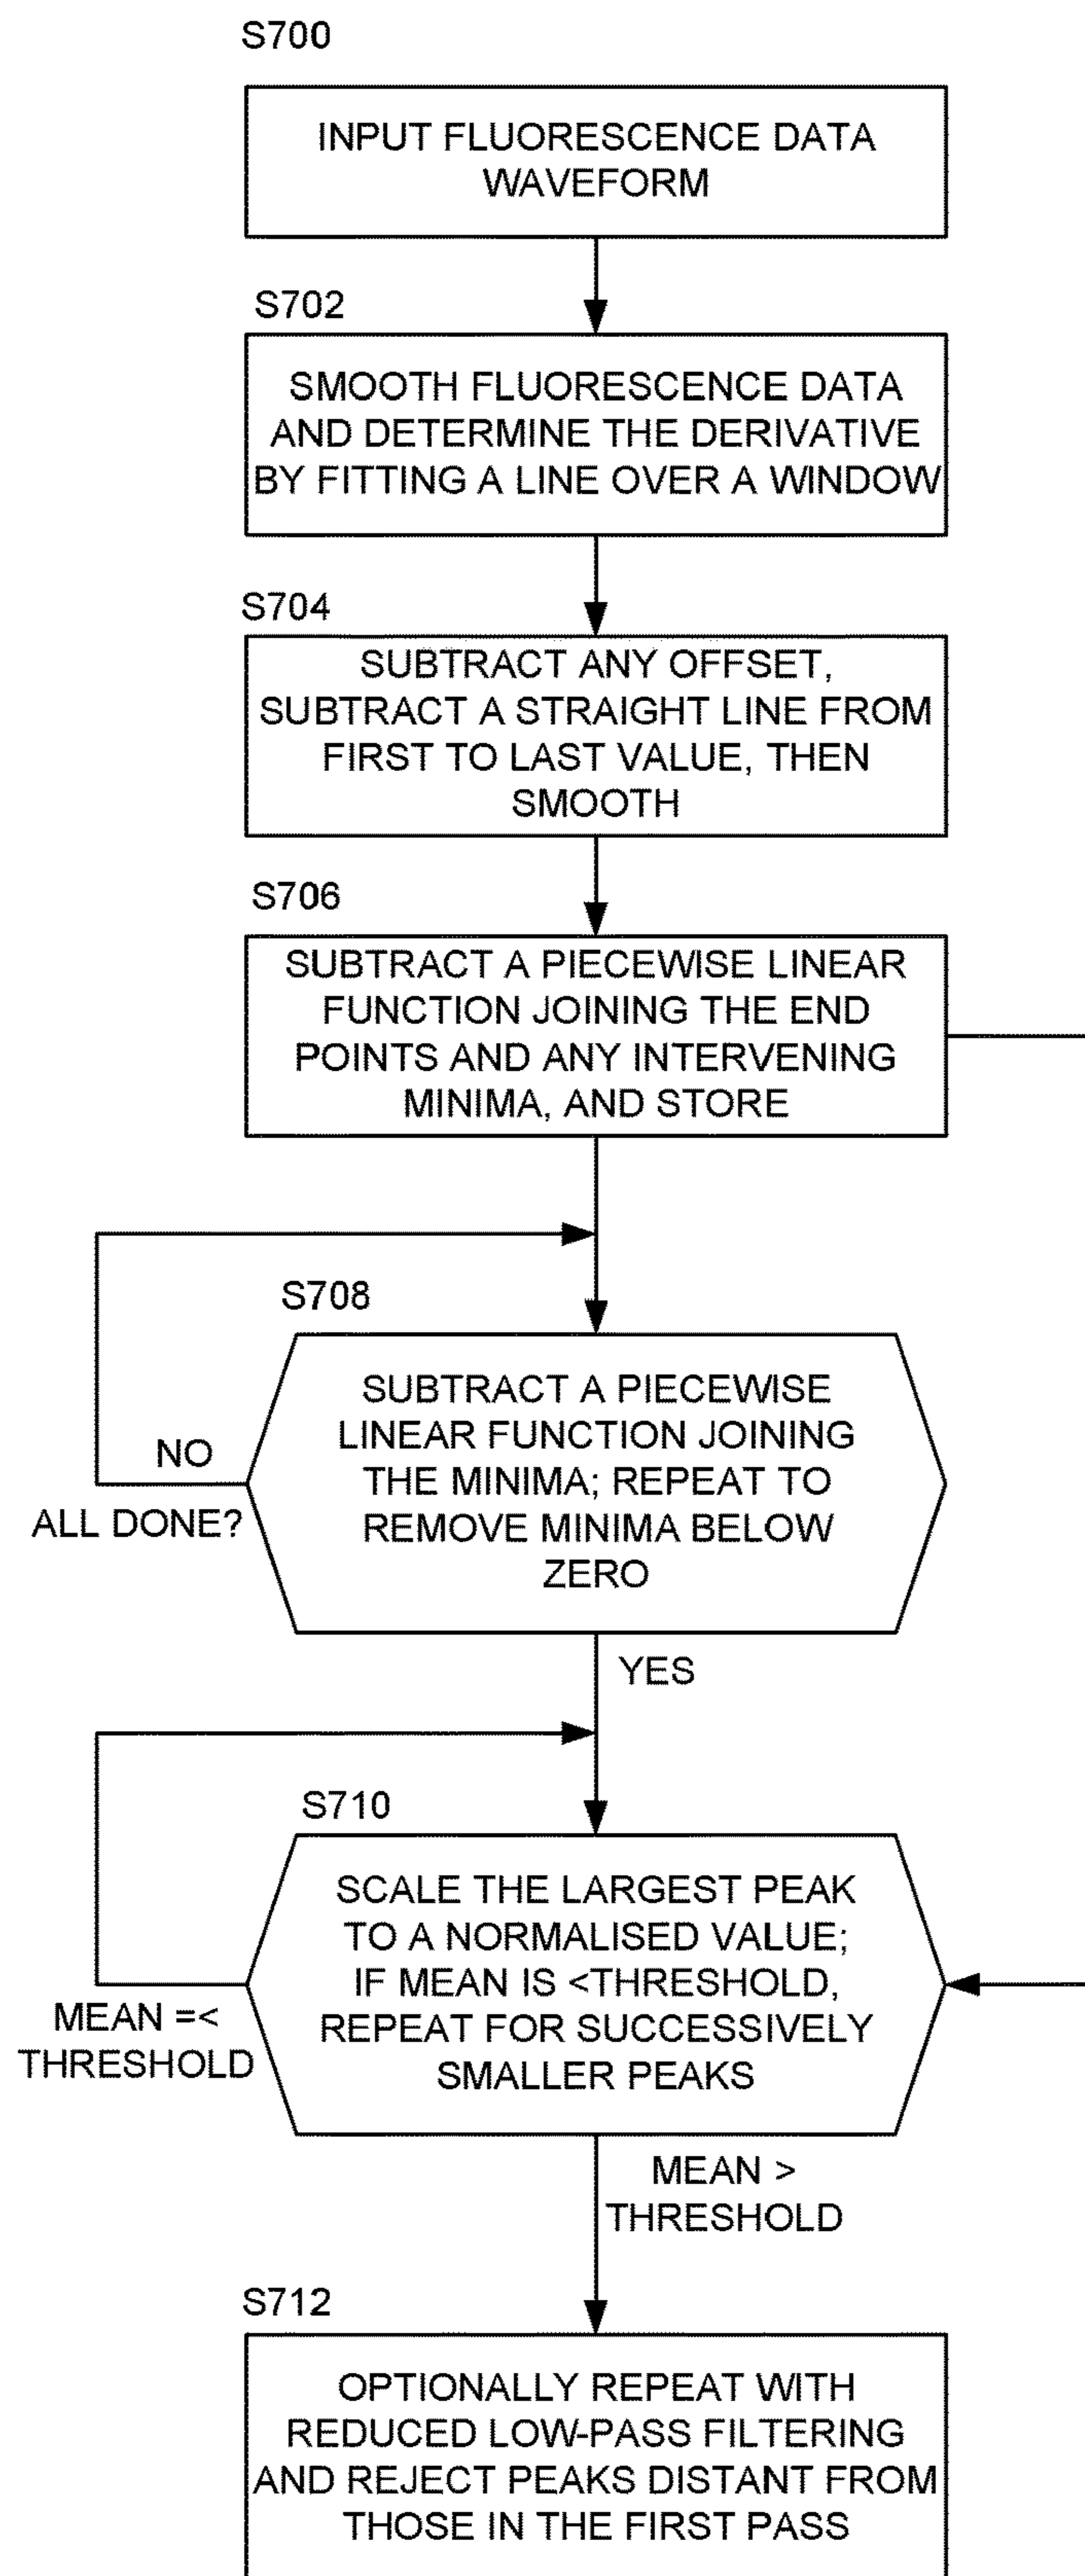 S700
INPUT FLUORESCENCE DATA
WAVEFORM
S702
SMOOTH FLUORESCENCE DATA
AND DETERMINE THE DERIVATIVE
BY FITTING A LINE OVER A WINDOW
S704
SUBTRACT ANY OFFSET,
SUBTRACT A STRAIGHT LINE FROM
FIRST TO LAST VALUE, THEN
SMOOTH
S706
SUBTRACT A PIECEWISE LINEAR
FUNCTION JOINING THE END
POINTS AND ANY INTERVENING
MINIMA, AND STORE
S708
SUBTRACT A PIECEWISE
LINEAR FUNCTION JOINING
THE MINIMA; REPEAT TO
REMOVE MINIMA BELOW
ZERO
NO
ALL DONE?
YES
S710
SCALE THE LARGEST PEAK
TO A NORMALISED VALUE;
IF MEAN IS <THRESHOLD,
REPEAT FOR SUCCESSIVELY
SMALLER PEAKS
MEAN =<
THRESHOLD
MEAN >
THRESHOLD
S712
OPTIONALLY REPEAT WITH
REDUCED LOW-PASS FILTERING
AND REJECT PEAKS DISTANT FROM
THOSE IN THE FIRST PASS